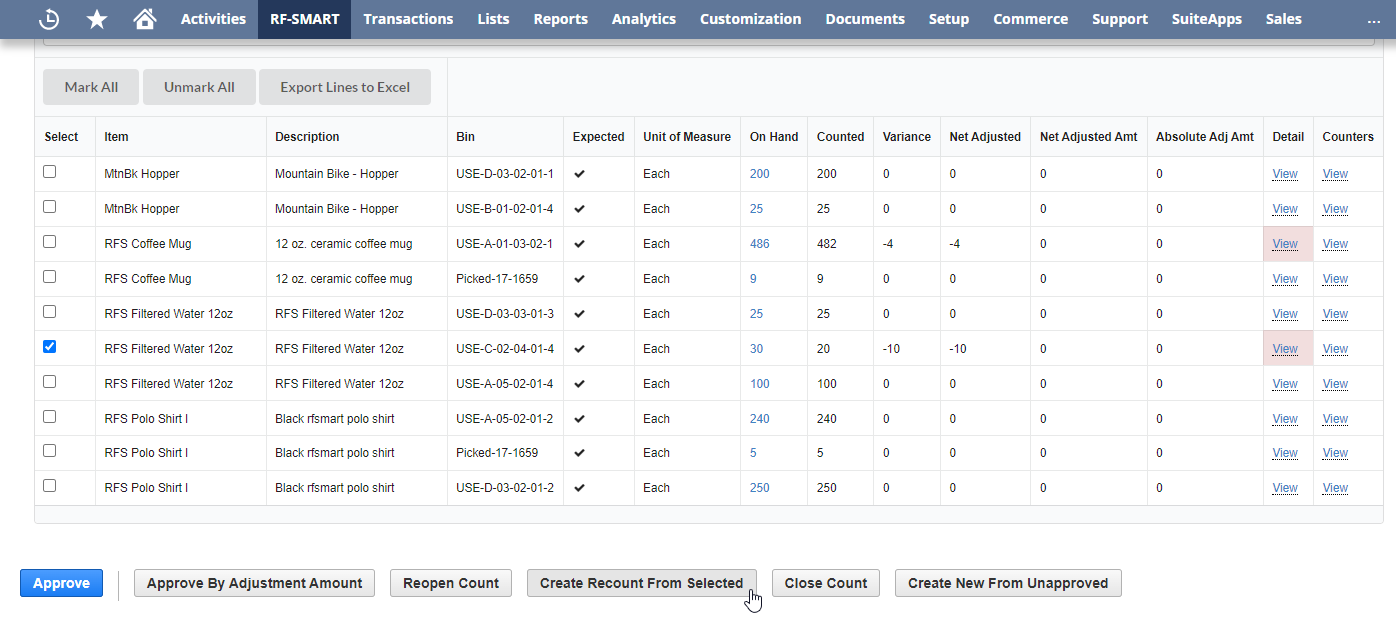 Activities RF-SMART Transactions Lists Reports Analytics Customization Documents Setup Commerce Support SuiteApps Sales ...
Mark All Unmark All Export Lines to Excel
Select Item Description Bin Expected Unit of Measure On Hand Counted Variance Net Adjusted Net Adjusted Amt Absolute Adj Amt Detail Counters
MtnBk Hopper Mountain Bike - Hopper USE-D-03-02-01-1 Each 200 200 0 0 0 0 View View
MtnBk Hopper Mountain Bike - Hopper USE-B-01-02-01-4 Each 25 25 0 0 0 0 View View
RFS Coffee Mug 12 oz. ceramic coffee mug USE-A-01-03-02-1 Each 486 482 -4 -4 0 0 View View
RFS Coffee Mug 12 oz. ceramic coffee mug Picked-17-1659 Each 9 9 0 0 0 0 View View
RFS Filtered Water 12oz RFS Filtered Water 12oz USE-D-03-03-01-3 Each 25 25 0 0 0 0 View View
RFS Filtered Water 12oz RFS Filtered Water 12oz USE-C-02-04-01-4 Each 30 20 -10 -10 0 0 View View
RFS Filtered Water 12oz RFS Filtered Water 12oz USE-A-05-02-01-4 Each 100 100 0 0 0 0 View View
RFS Polo Shirt l Black rfsmart polo shirt USE-A-05-02-01-2 Each 240 240 0 0 0 0 View View
RFS Polo Shirt l Black rfsmart polo shirt Picked-17-1659 Each 5 5 0 0 0 0 View View
RFS Polo Shirt l Black rfsmart polo shirt USE-D-03-02-01-2 Each 250 250 0 0 0 0 View View
Approve Approve By Adjustment Amount Reopen Count Create Recount From Selected Close Count Create New From Unapproved